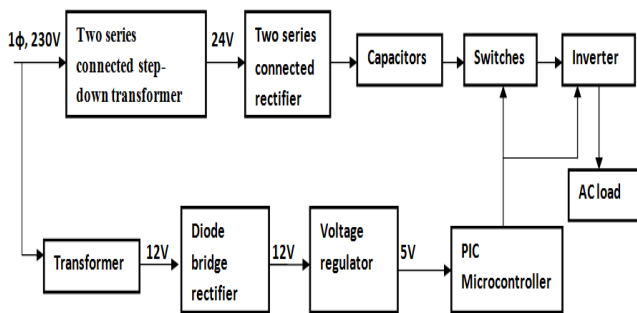 1ϕ, 230V
Two series
connected step-
down transformer
24V
Two series
connected
rectifier
Capacitors
Switches
Inverter
AC load
Transformer
12V
Diode
bridge
rectifier
12V
Voltage
regulator
5V
PIC
Microcontroller